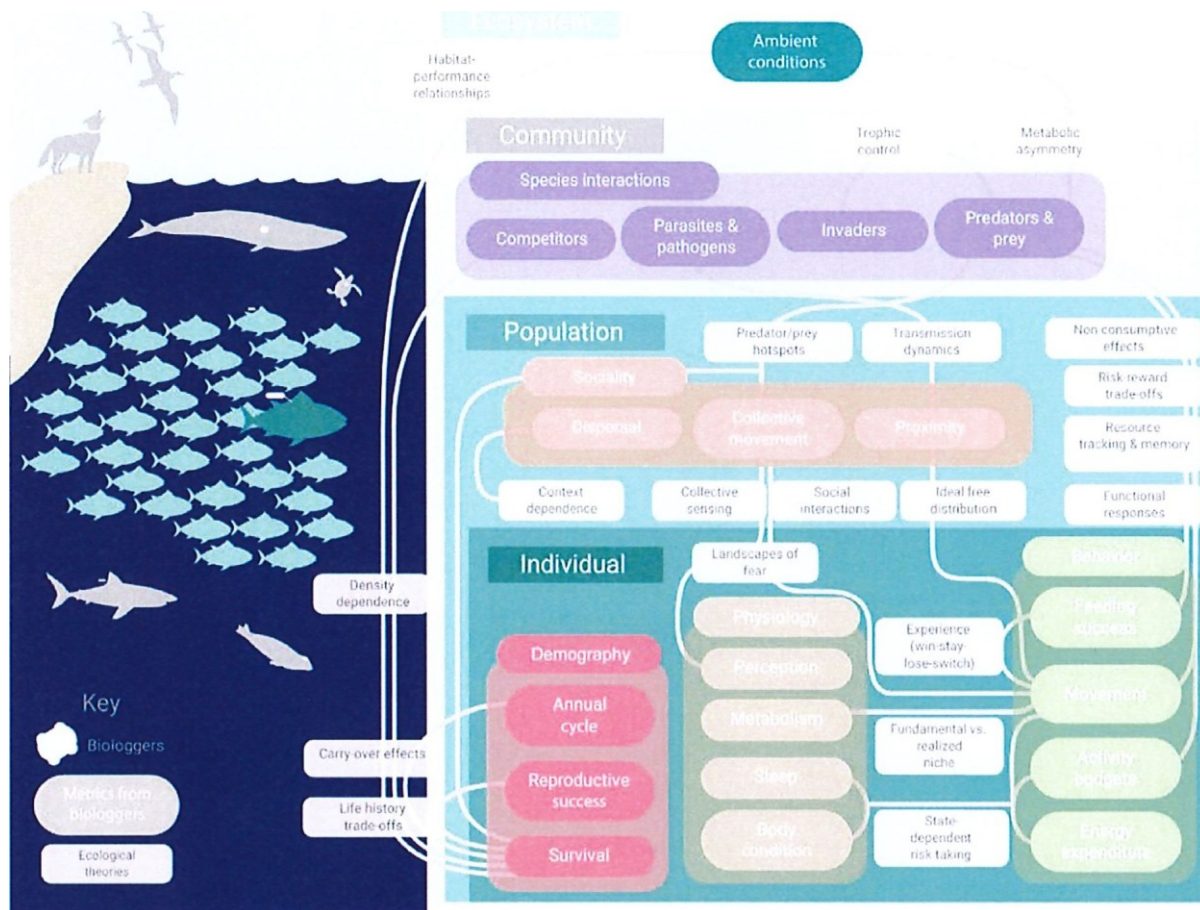 Ecosystem
Habitat-
performance
relationships
Ambient
conditions
Community
Trophic
control
Metabolic
asymmetry
Species interactions
Competitors
Parasites &
pathogens
Invaders
Predators &
prey
Population
Predator/prey
hotspots
Transmission
dynamics
Non consumptive
effects
Sociality
Risk-reward
trade-offs
Dispersal
Collective
movement
Proximity
Resource
tracking & memory
Context
dependence
Collective
sensing
Social
interactions
Ideal free
distribution
Functional
responses
Individual
Landscapes of
fear
Behavior
Density
dependence
Physiology
Feeding
success
Experience
(win-stay
lose-switch)
Demography
Perception
Movement
Annual
cycle
Metabolism
Fundamental vs.
realized
niche
Key
Biologgers
Carry-over effects
Reproductive
success
Sleep
Activity
budgets
Metrics from
biologgers
Life history
trade-offs
State-
dependent
risk taking
Survival
Body
condition
Energy
expenditure
Ecological
theories